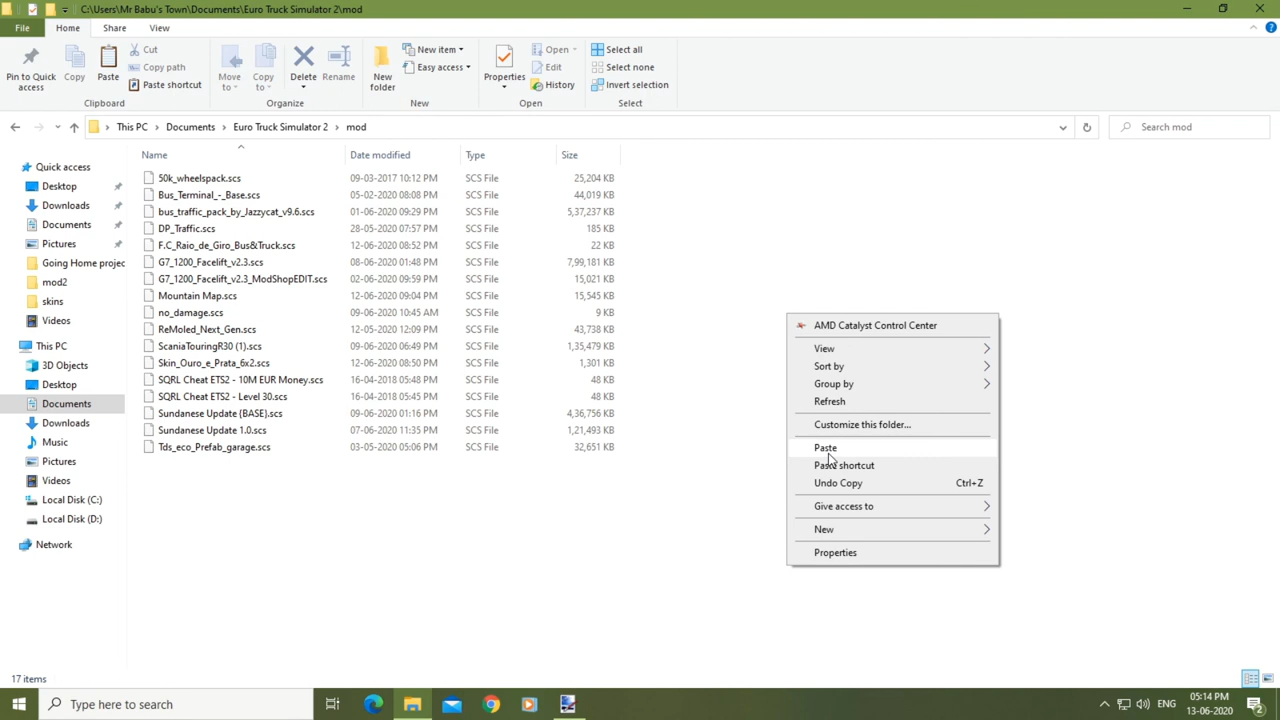 C:\Users\Mr Babu's Town\Documents\Euro Truck Simulator 2\mod
File Home Share View
Pin to Quick access
Copy
Paste
Cut
Copy path
Paste shortcut
Clipboard
Move to
Copy to
Delete
Rename
Organize
New folder
New item
Easy access
New
Properties
Open
Edit
History
Open
Select all
Select none
Invert selection
Select
This PC Documents Euro Truck Simulator 2 mod
Search mod
Quick access
Desktop
Downloads
Documents
Pictures
Going Home projec
mod2
skins
Videos
This PC
3D Objects
Desktop
Documents
Downloads
Music
Pictures
Videos
Local Disk (C:)
Local Disk (D:)
Network
Name Date modified Type Size
50k_wheelspack.scs 09-03-2017 10:12 PM SCS File 25,204 KB
Bus_Terminal_-_Base.scs 05-02-2020 08:08 PM SCS File 44,019 KB
bus_traffic_pack_by_Jazzycat_v9.6.scs 01-06-2020 09:29 PM SCS File 5,37,237 KB
DP_Traffic.scs 28-05-2020 07:57 PM SCS File 185 KB
F.C_Raio_de_Giro_Bus&Truck.scs 12-06-2020 08:52 PM SCS File 22 KB
G7_1200_Facelift_v2.3.scs 08-06-2020 01:48 PM SCS File 7,99,181 KB
G7_1200_Facelift_v2.3_ModShopEDIT.scs 02-06-2020 09:59 PM SCS File 15,021 KB
Mountain Map.scs 12-06-2020 09:04 PM SCS File 15,545 KB
no_damage.scs 09-06-2020 10:45 AM SCS File 9 KB
ReMoled_Next_Gen.scs 12-05-2020 12:09 PM SCS File 43,738 KB
ScaniaTouringR30 (1).scs 09-06-2020 06:49 PM SCS File 1,35,479 KB
Skin_Ouro_e_Prata_6x2.scs 12-06-2020 08:50 PM SCS File 1,301 KB
SQRL Cheat ETS2 - 10M EUR Money.scs 16-04-2018 05:48 PM SCS File 48 KB
SQRL Cheat ETS2 - Level 30.scs 16-04-2018 05:45 PM SCS File 48 KB
Sundanese Update {BASE}.scs 09-06-2020 01:16 PM SCS File 4,36,756 KB
Sundanese Update 1.0.scs 07-06-2020 11:35 PM SCS File 1,21,493 KB
Tds_eco_Prefab_garage.scs 03-05-2020 05:06 PM SCS File 32,651 KB
AMD Catalyst Control Center
View
Sort by
Group by
Refresh
Customize this folder...
Paste
Paste shortcut
Undo Copy Ctrl+Z
Give access to
New
Properties
17 items
Type here to search
ENG
05:14 PM
13-06-2020
2